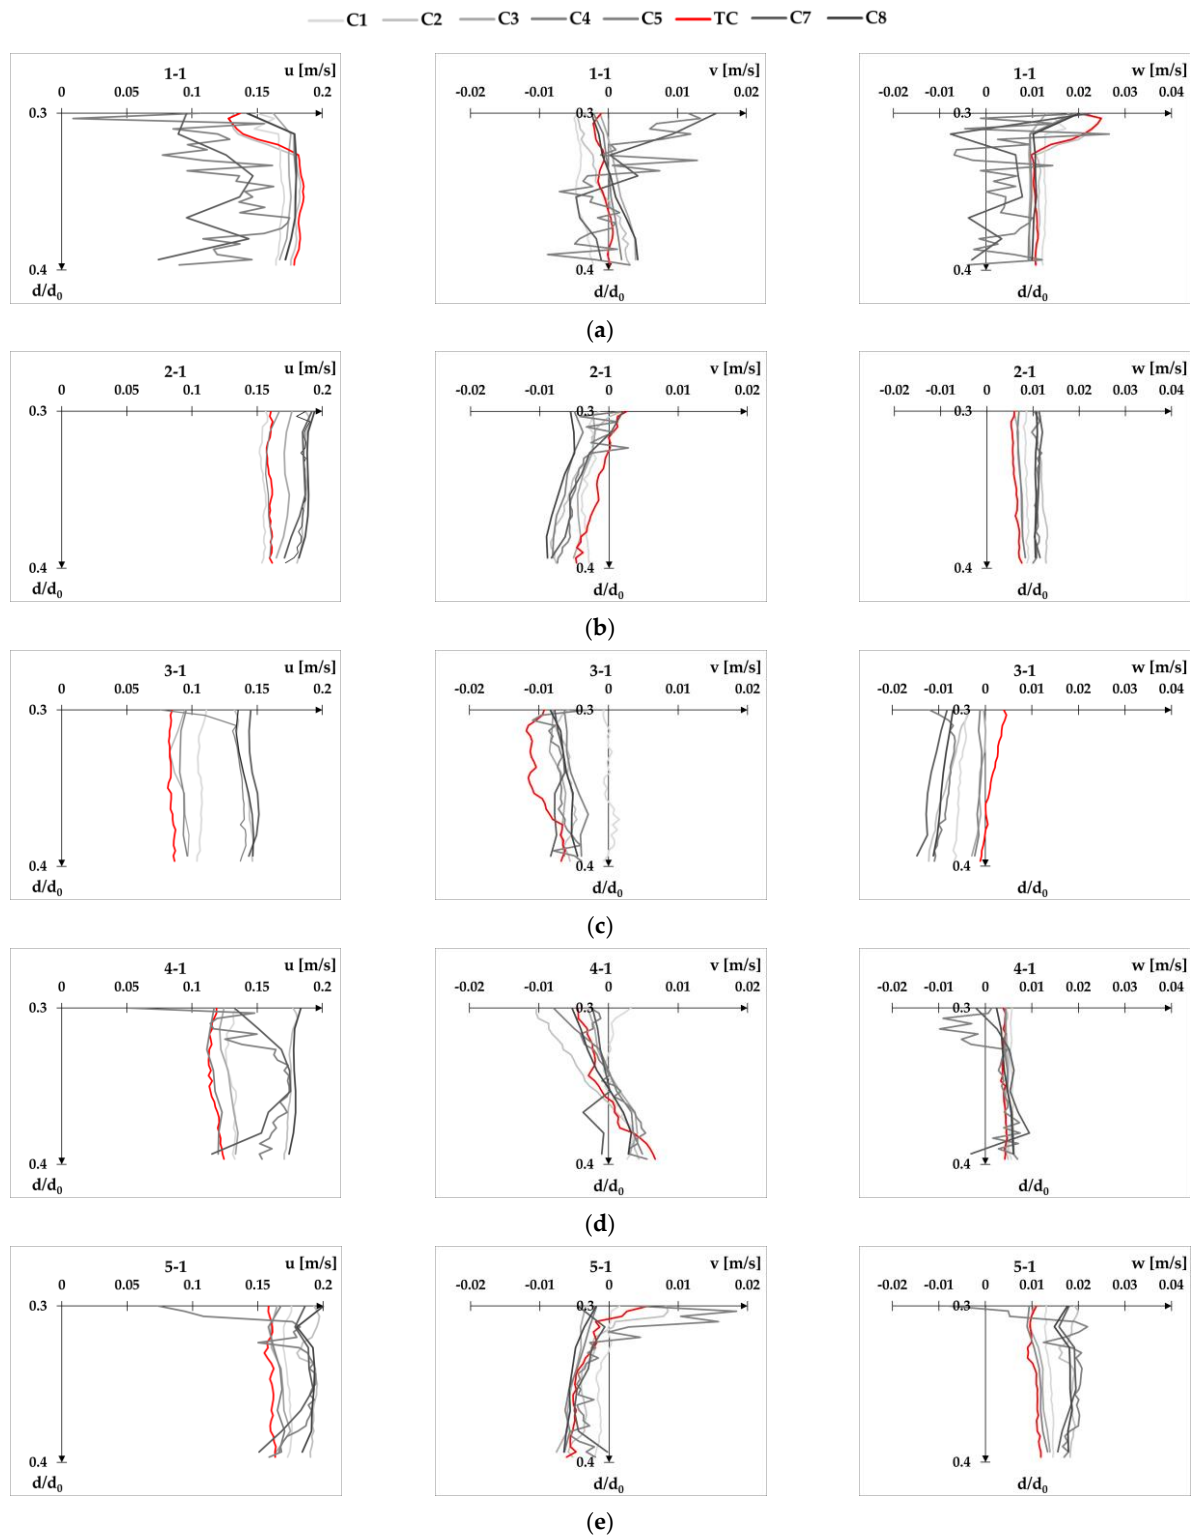 C1 C2 C3 C4 C5 TC C7 C8
1-1 u [m/s]
0 0.05 0.1 0.15 0.2
0.3
0.4
d/d0
1-1 v [m/s]
-0.02 -0.01 0 0.01 0.02
0.3
0.4
d/d0
1-1 w [m/s]
-0.02 -0.01 0 0.01 0.02 0.03 0.04
0.3
0.4
d/d0
(a)
2-1 u [m/s]
0 0.05 0.1 0.15 0.2
0.3
0.4
d/d0
2-1 v [m/s]
-0.02 -0.01 0 0.01 0.02
0.3
0.4
d/d0
2-1 w [m/s]
-0.02 -0.01 0 0.01 0.02 0.03 0.04
0.3
0.4
d/d0
(b)
3-1 u [m/s]
0 0.05 0.1 0.15 0.2
0.3
0.4
d/d0
3-1 v [m/s]
-0.02 -0.01 0 0.01 0.02
0.3
0.4
d/d0
3-1 w [m/s]
-0.02 -0.01 0 0.01 0.02 0.03 0.04
0.3
0.4
d/d0
(c)
4-1 u [m/s]
0 0.05 0.1 0.15 0.2
0.3
0.4
d/d0
4-1 v [m/s]
-0.02 -0.01 0 0.01 0.02
0.3
0.4
d/d0
4-1 w [m/s]
-0.02 -0.01 0 0.01 0.02 0.03 0.04
0.3
0.4
d/d0
(d)
5-1 u [m/s]
0 0.05 0.1 0.15 0.2
0.3
0.4
d/d0
5-1 v [m/s]
-0.02 -0.01 0 0.01 0.02
0.3
0.4
d/d0
5-1 w [m/s]
-0.02 -0.01 0 0.01 0.02 0.03 0.04
0.3
0.4
d/d0
(e)